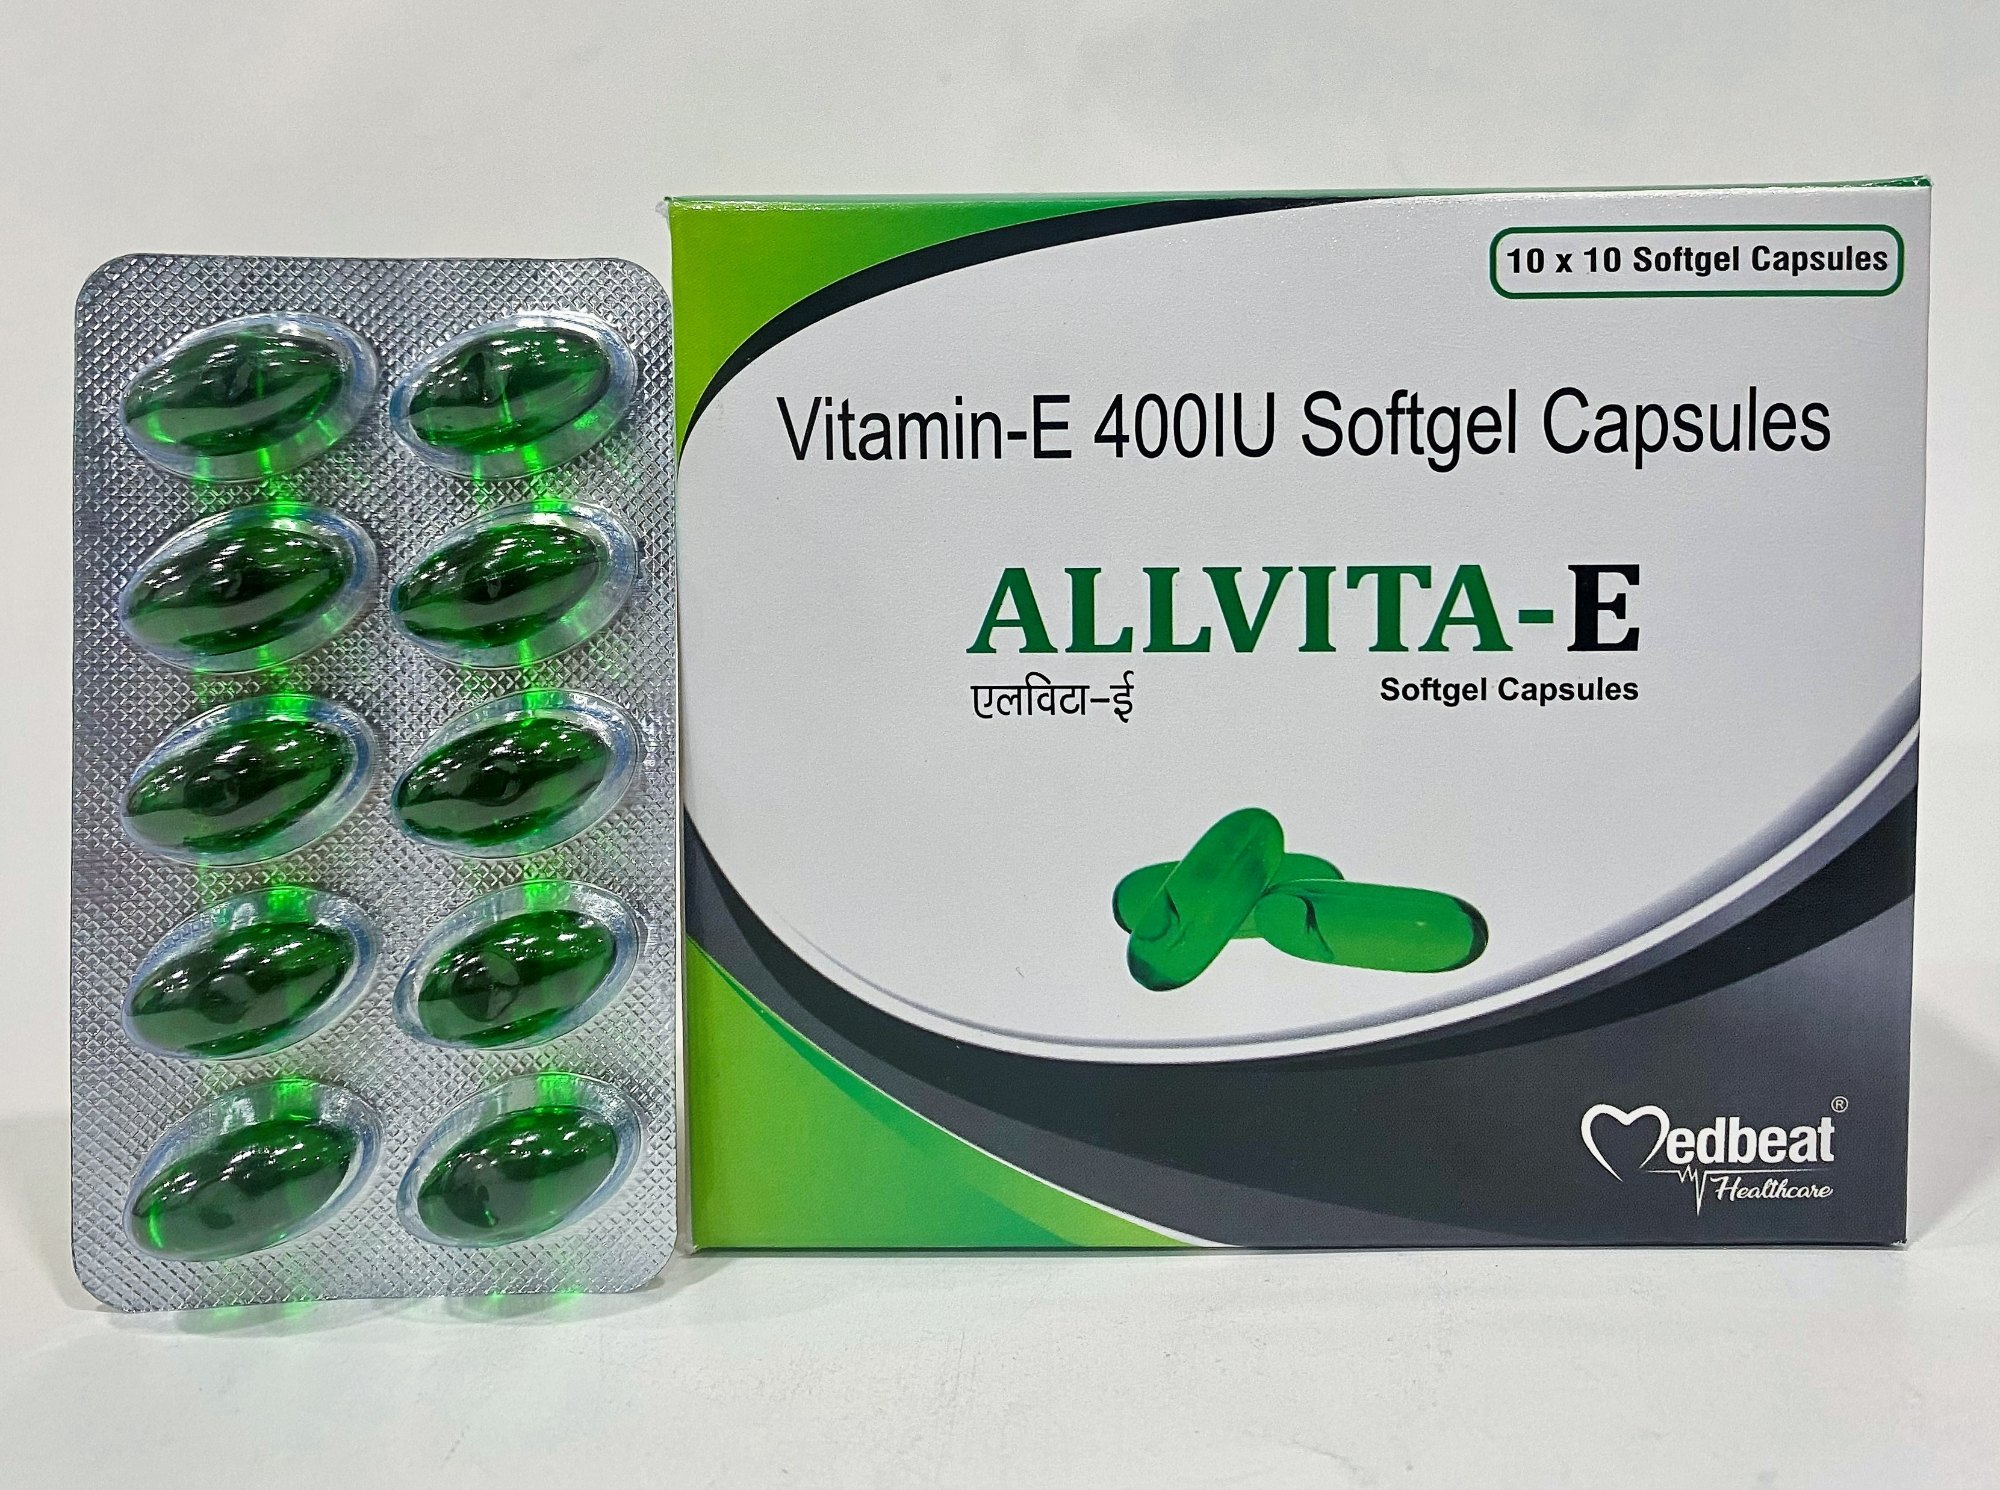 10 x 10 Softgel Capsules
Vitamin-E 400IU Softgel Capsules
ALLVITA-E
एलविटा-ई
Softgel Capsules
Medbeat®
Healthcare